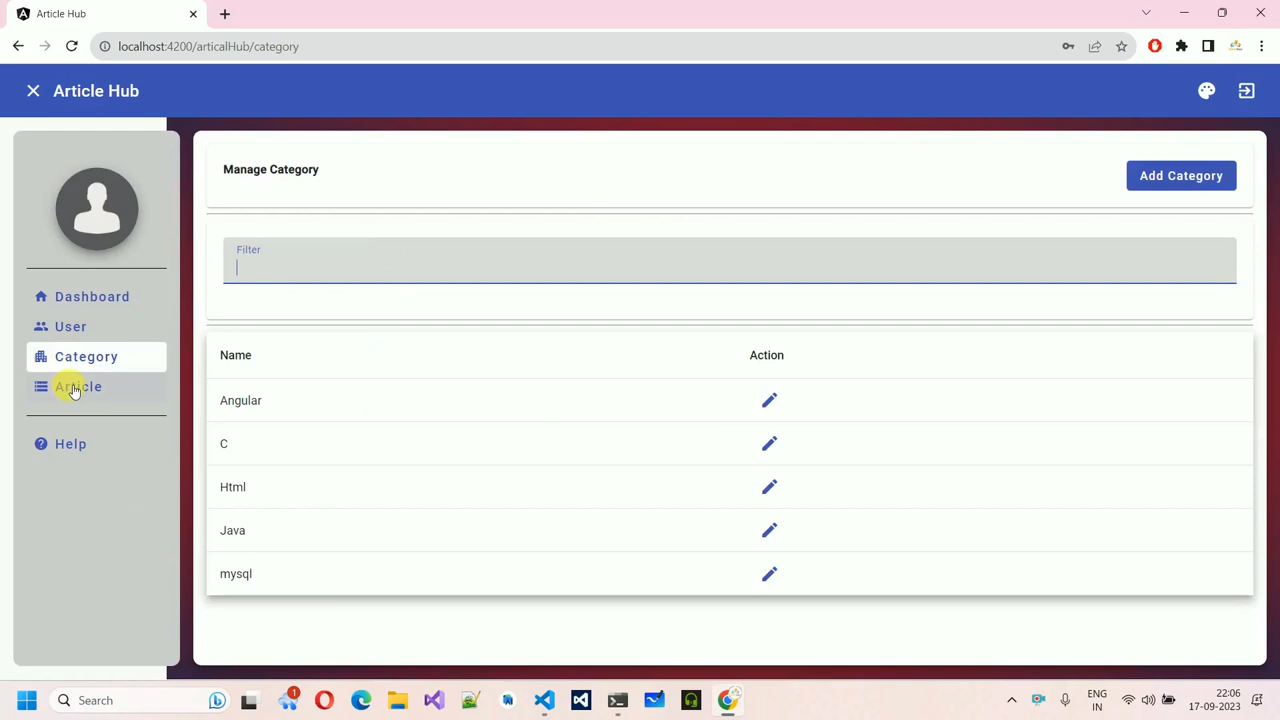 Article Hub
localhost:4200/articalHub/category
Article Hub
Manage Category
Add Category
Filter
Dashboard
User
Category
Article
Help
Name
Action
Angular
C
Html
Java
mysql
Search
1
ENG
IN
22:06
17-09-2023